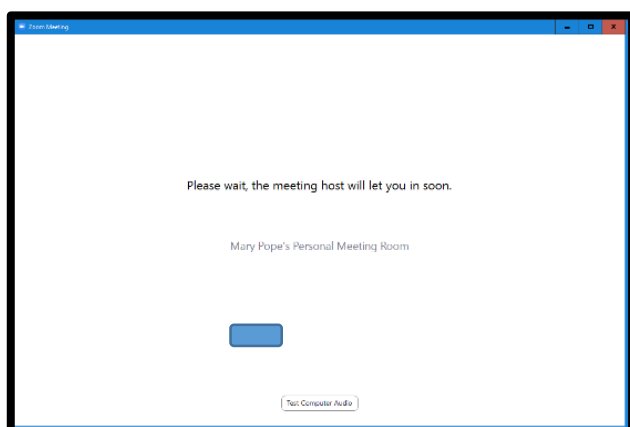 Zoom Meeting
Please wait, the meeting host will let you in soon.
Mary Pope's Personal Meeting Room
Test Computer Audio